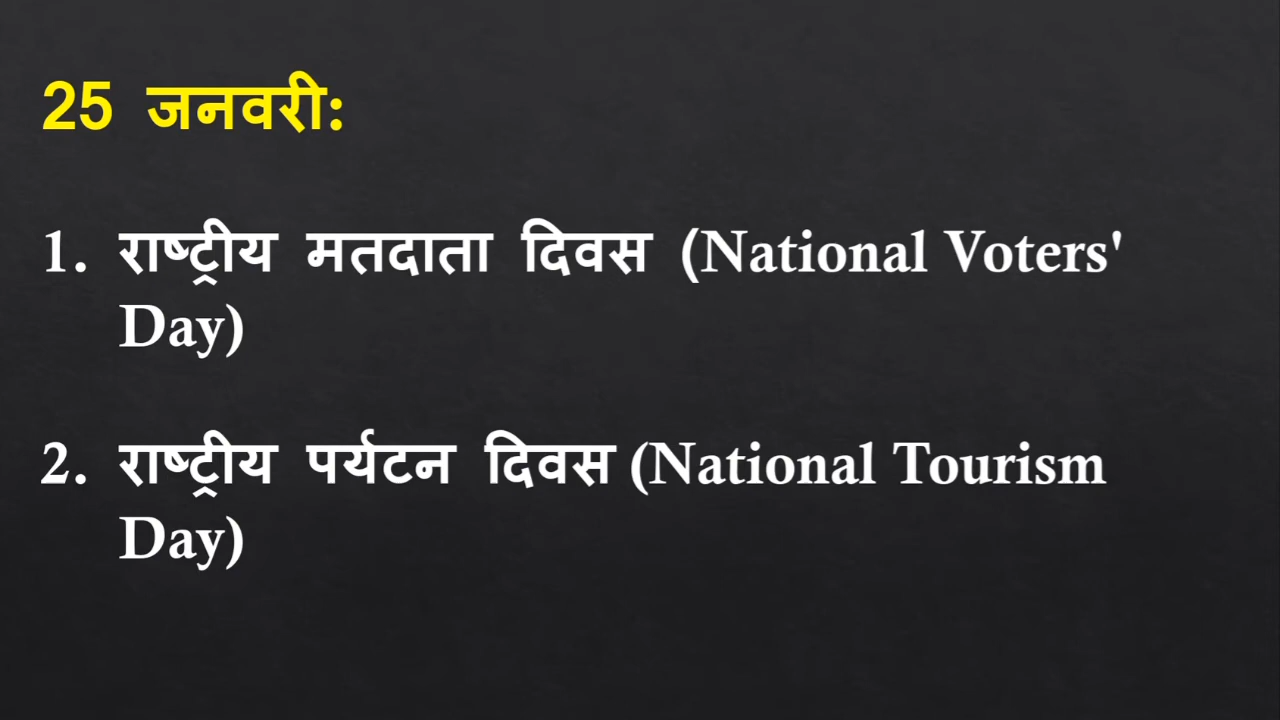 25 जनवरी:
1. राष्ट्रीय मतदाता दिवस (National Voters'
Day)
2. राष्ट्रीय पर्यटन दिवस (National Tourism
Day)